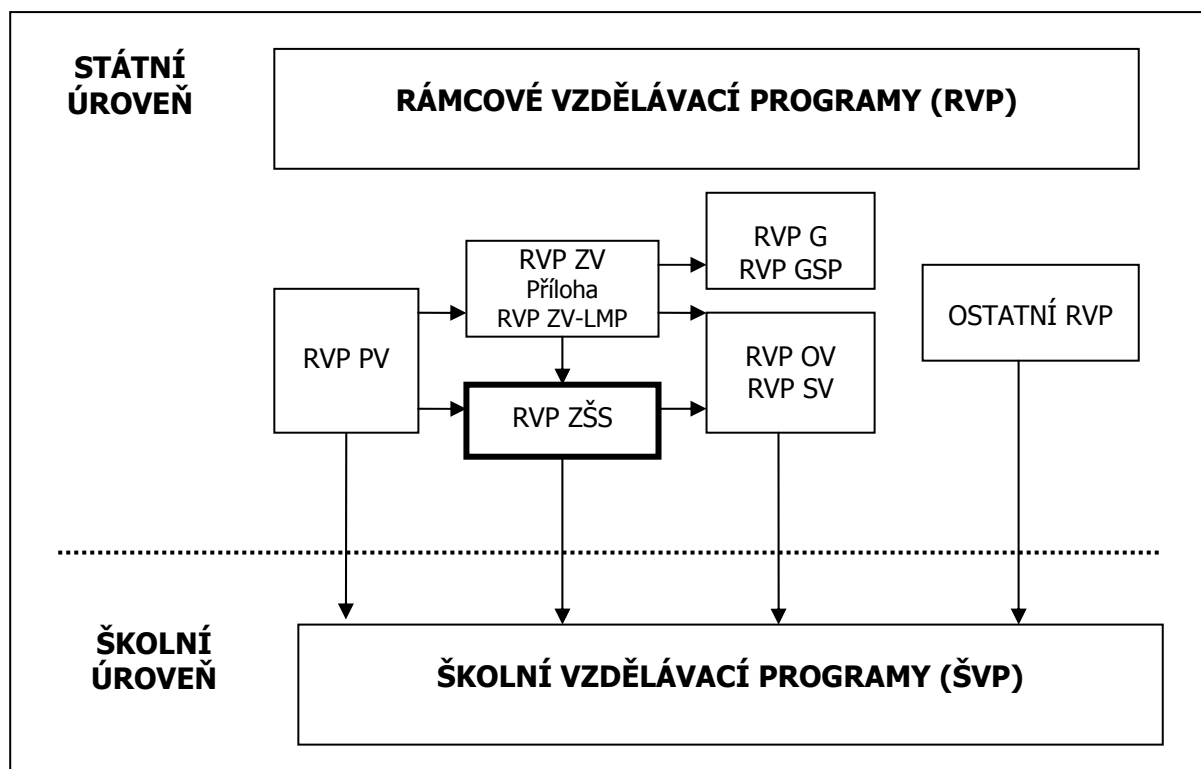 STÁTNÍ
ÚROVEŇ
RÁMCOVÉ VZDĚLÁVACÍ PROGRAMY (RVP)
RVP G
RVP GSP
RVP ZV
Příloha
RVP ZV-LMP
OSTATNÍ RVP
RVP PV
RVP OV
RVP SV
RVP ZŠS
ŠKOLNÍ
ÚROVEŇ
ŠKOLNÍ VZDĚLÁVACÍ PROGRAMY (ŠVP)